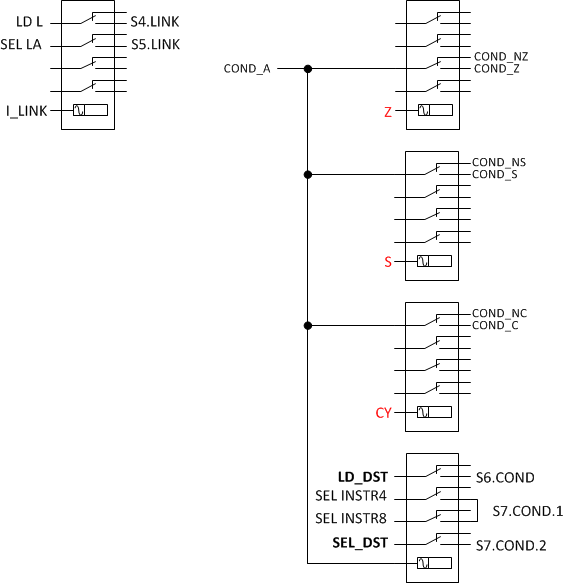 LD L
S4.LINK
SEL LA
S5.LINK
I_LINK
COND_A
COND_NZ
COND_Z
Z
COND_NS
COND_S
S
COND_NC
COND_C
CY
LD_DST
S6.COND
SEL INSTR4
SEL INSTR8
S7.COND.1
SEL_DST
S7.COND.2